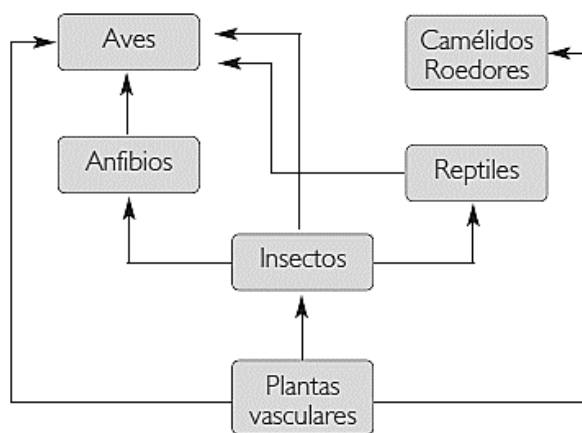 Aves
Camélidos
Roedores
Anfibios
Reptiles
Insectos
Plantas
vasculares